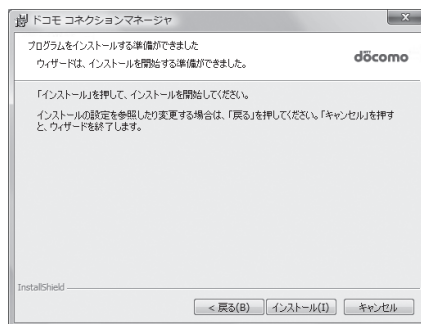 ドコモ コネクションマネージャ
プログラムをインストールする準備ができました
ウィザードは、インストールを開始する準備ができました。
döcomo
「インストール」を押して、インストールを開始してください。
インストールの設定を参照したり変更する場合は、「戻る」を押してください。「キャンセル」を押す
と、ウィザードを終了します。
InstallShield
< 戻る(B)
インストール(I)
キャンセル